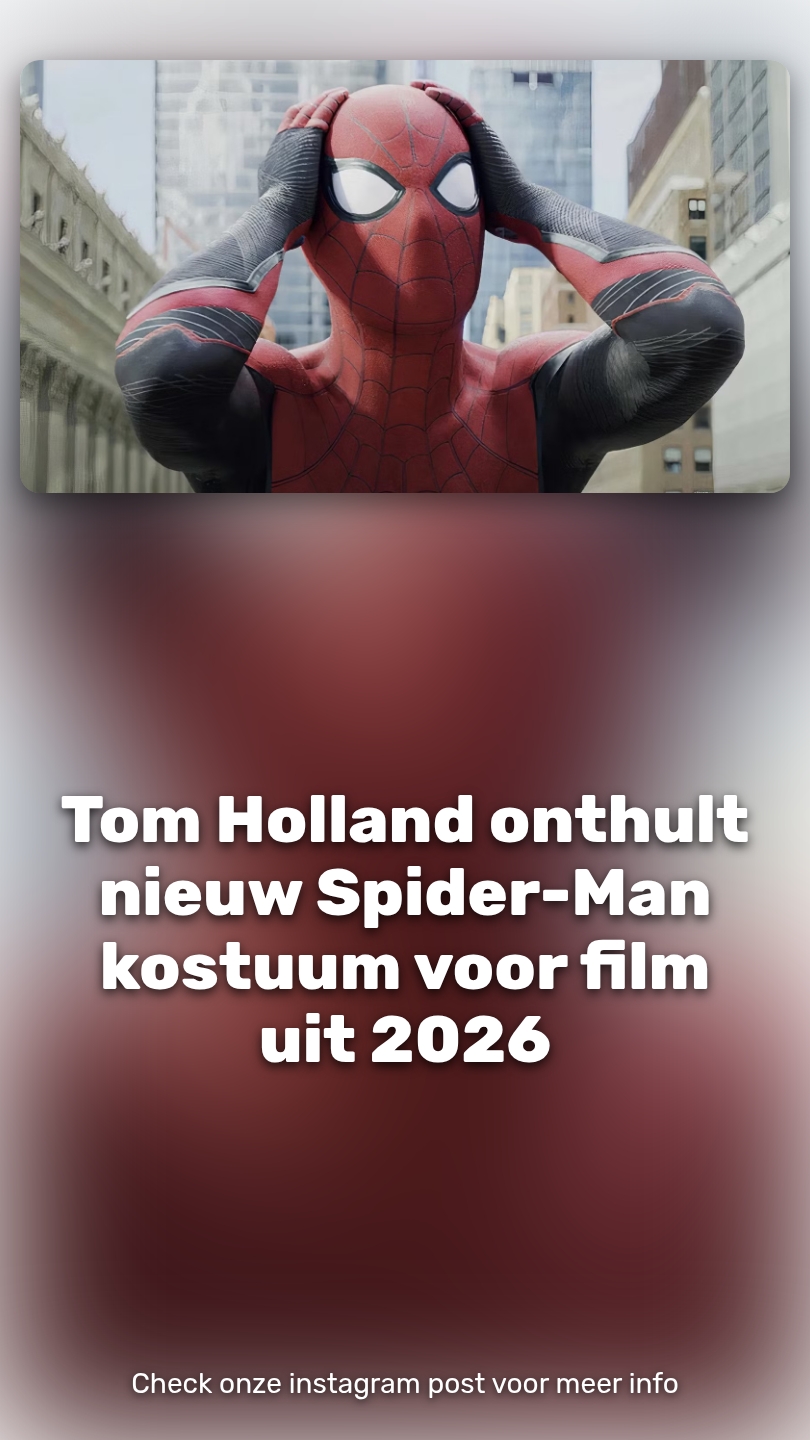 Tom Holland onthult
nieuw Spider-Man
kostuum voor film
uit 2026
Check onze instagram post voor meer info